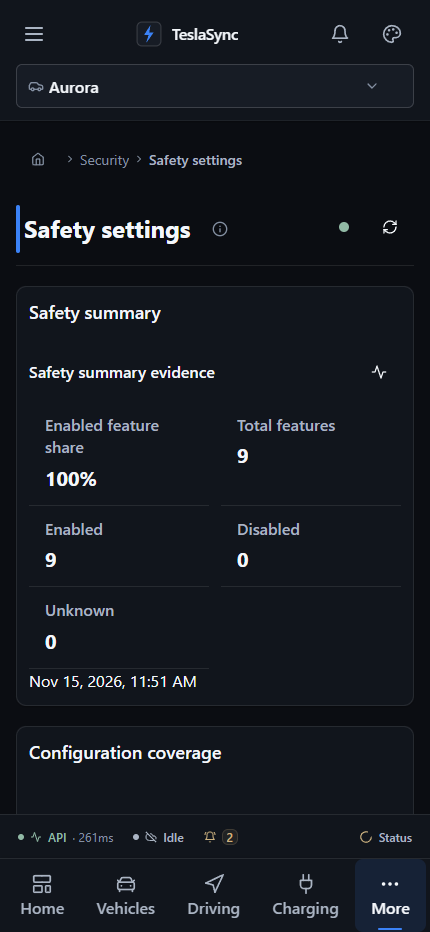 TeslaSync
Aurora
Security
Safety settings
Safety settings
Safety summary
Safety summary evidence
Enabled feature
share
100%
Total features
9
Enabled
9
Disabled
0
Unknown
0
Nov 15, 2026, 11:51 AM
Configuration coverage
API · 261ms
Idle
2
Status
Home
Vehicles
Driving
Charging
More